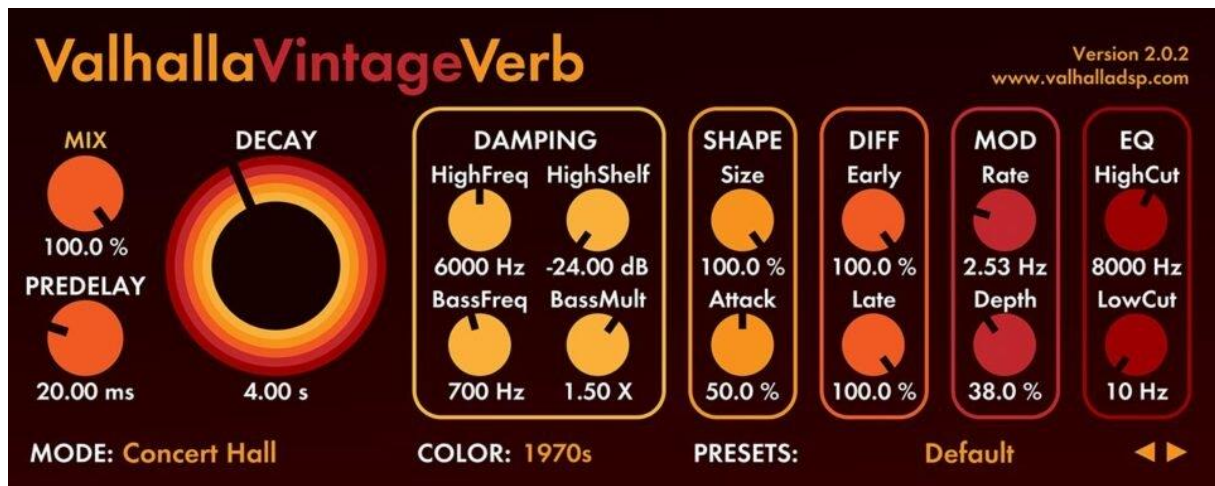 ValhallaVintageVerb
Version 2.0.2
www.valhalladsp.com
MIX
100.0 %
PREDELAY
20.00 ms
DECAY
4.00 s
DAMPING
HighFreq HighShelf
6000 Hz -24.00 dB
BassFreq BassMult
700 Hz 1.50 X
SHAPE
Size
100.0 %
Attack
50.0 %
DIFF
Early
100.0 %
Late
100.0 %
MOD
Rate
2.53 Hz
Depth
38.0 %
EQ
HighCut
8000 Hz
LowCut
10 Hz
MODE: Concert Hall COLOR: 1970s PRESETS: Default